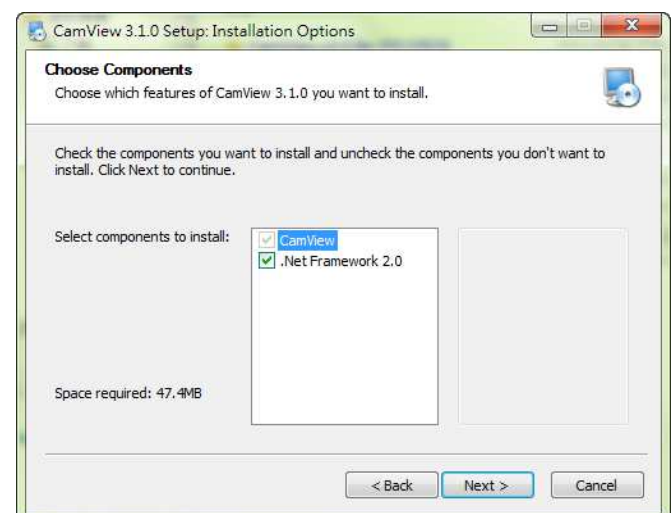 CamView 3.1.0 Setup: Installation Options
Choose Components
Choose which features of CamView 3.1.0 you want to install.
Check the components you want to install and uncheck the components you don't want to
install. Click Next to continue.
Select components to install:
CamView
.Net Framework 2.0
Space required: 47.4MB
< Back
Next >
Cancel